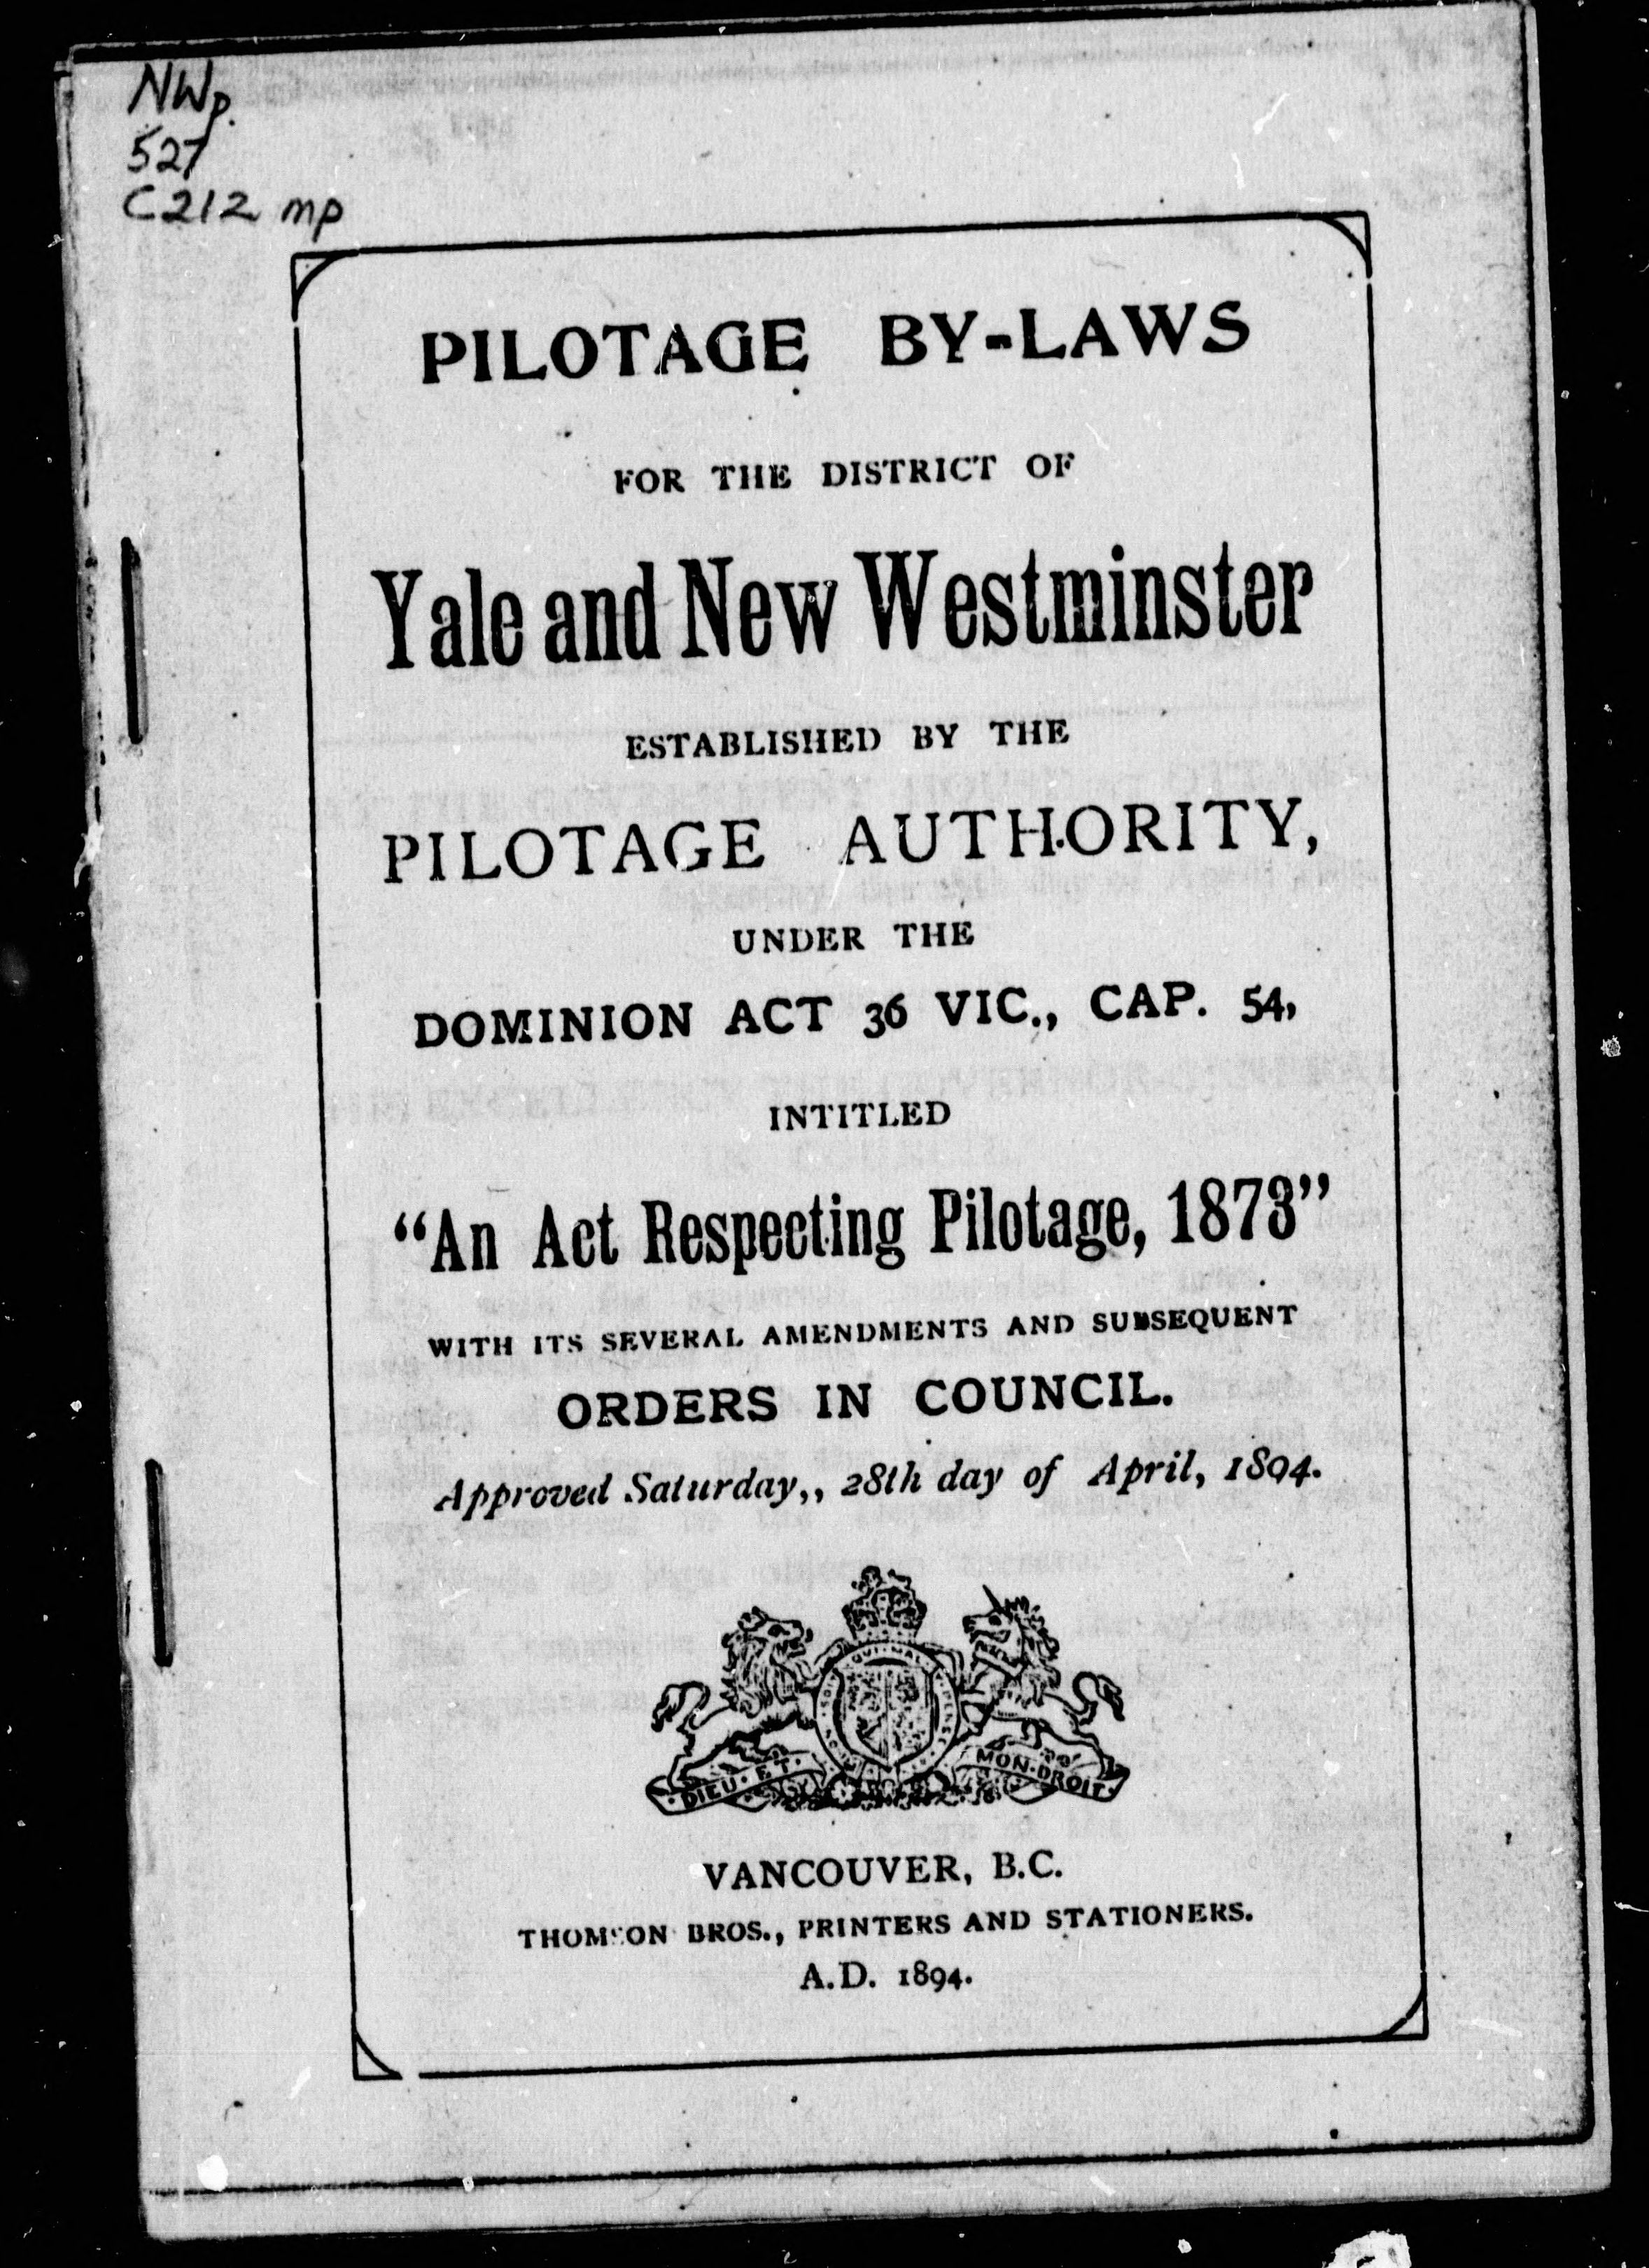 NWp.
527
C212 mp
PILOTAGE BY-LAWS
FOR THE DISTRICT OF
Yale and New Westminster
ESTABLISHED BY THE
PILOTAGE AUTHORITY,
UNDER THE
DOMINION ACT 36 VIC., CAP. 54,
INTITLED
“An Act Respecting Pilotage, 1873”
WITH ITS SEVERAL AMENDMENTS AND SUBSEQUENT
ORDERS IN COUNCIL.
Approved Saturday,, 28th day of April, 1894.
QUI MAL
DIEU · ET · MON · DROIT ·
VANCOUVER, B.C.
THOMSON BROS., PRINTERS AND STATIONERS.
A.D. 1894.